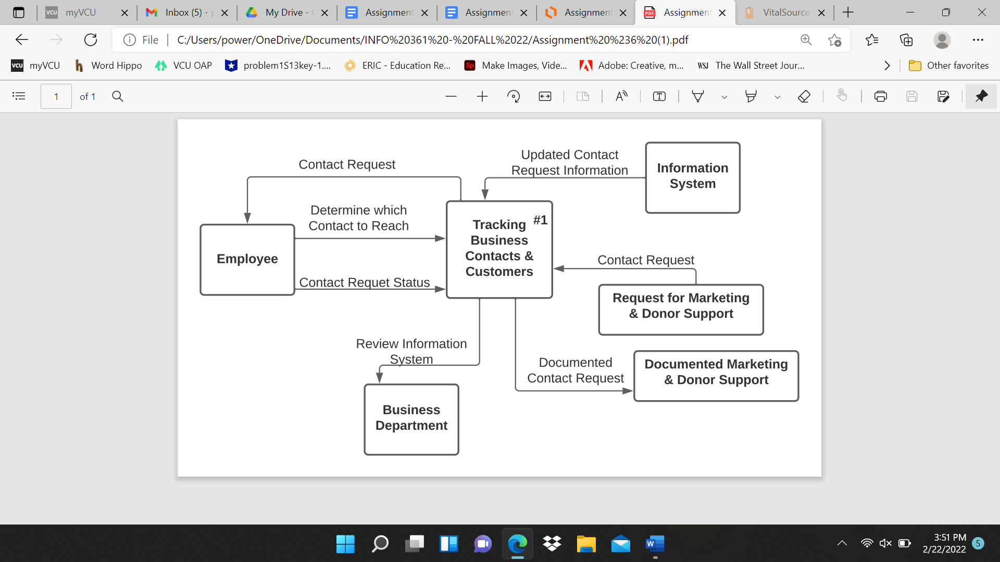 myVCU
Inbox (5) -
My Drive -
Assignment
Assignment
Assignment
Assignment
VitalSource
File
C:/Users/power/OneDrive/Documents/INFO%20361%20-%20FALL%2022/Assignment%20%236%20(1).pdf
VCU myVCU
Word Hippo
VCU OAP
problem1S13key-1....
ERIC - Education Re...
Sp Make Images, Vide...
Adobe: Creative, m...
WSJ The Wall Street Jour...
Other favorites
1 of 1
Contact Request
Updated Contact
Request Information
Information
System
Determine which
Contact to Reach
Employee
Contact Requet Status
#1
Tracking
Business
Contacts &
Customers
Contact Request
Request for Marketing
& Donor Support
Review Information
System
Documented
Contact Request
Documented Marketing
& Donor Support
Business
Department
3:51 PM
2/22/2022
5